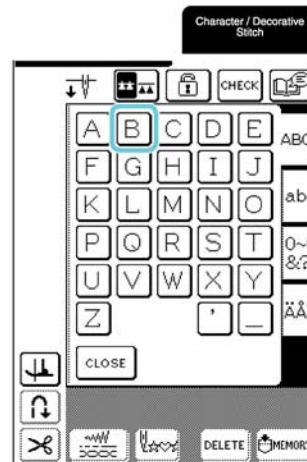 Character / Decorative
Stitch
CHECK
A B C D E
ABC
F G H I J
K L M N O
ab
P Q R S T
0~
&?
U V W X Y
Z ' _
ÄÅ
CLOSE
DELETE
MEMORY